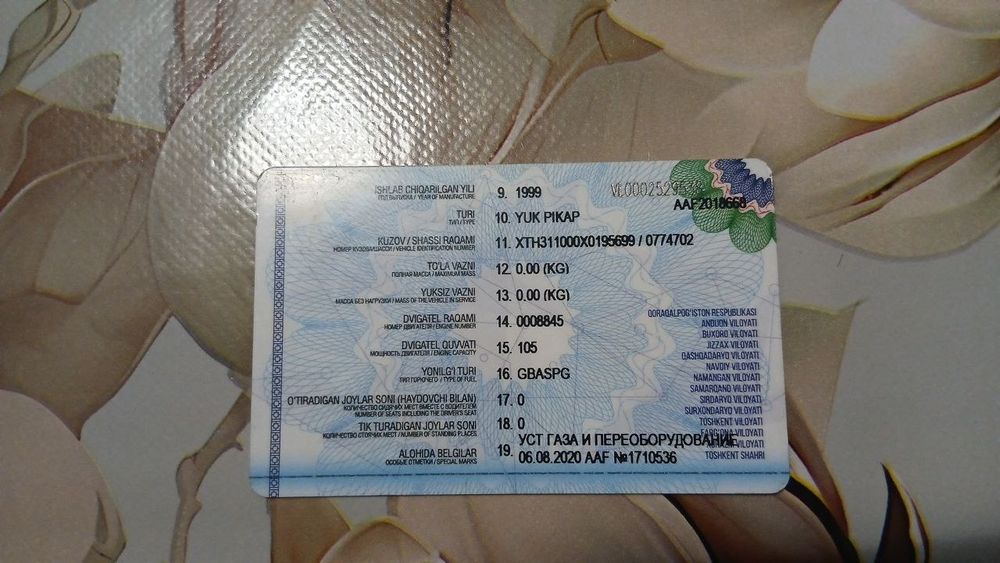 VL0002529
AAF2018668
ISHLAB CHIQARILGAN YILI 9. 1999
ГОД ВЫПУСКА / YEAR OF MANUFACTURE
TURI 10. YUK PIKAP
ТИП / TYPE
KUZOV / SHASSI RAQAMI 11. XTH311000X0195699 / 0774702
НОМЕР КУЗОВА/ШАССИ / VEHICLE IDENTIFICATION NUMBER
TO'LA VAZNI 12. 0.00 (KG)
ПОЛНАЯ МАССА / MAXIMUM MASS
YUKSIZ VAZNI 13. 0.00 (KG)
МАССА БЕЗ НАГРУЗКИ / MASS OF THE VEHICLE IN SERVICE
DVIGATEL RAQAMI 14. 0008845
НОМЕР ДВИГАТЕЛЯ / ENGINE NUMBER
DVIGATEL QUVVATI 15. 105
МОЩНОСТЬ ДВИГАТЕЛЯ / ENGINE CAPACITY
YONILG'I TURI 16. GBASPG
ТИП ГОРЮЧЕГО / TYPE OF FUEL
O'TIRADIGAN JOYLAR SONI (HAYDOVCHI BILAN) 17. 0
КОЛИЧЕСТВО СИДЯЧИХ МЕСТ ВМЕСТЕ С ВОДИТЕЛЕМ
NUMBER OF SEATS INCLUDING THE DRIVER'S SEAT
TIK TURADIGAN JOYLAR SONI 18. 0
КОЛИЧЕСТВО СТОЯЧИХ МЕСТ / NUMBER OF STANDING PLACES
ALOHIDA BELGILAR 19. УСТ ГАЗА И ПЕРЕОБОРУДОВАНИЕ
ОСОБЫЕ ОТМЕТКИ / SPECIAL MARKS 06.08.2020 AAF №1710536
QORAQALPOG'ISTON RESPUBLIKASI
ANDIJON VILOYATI
BUXORO VILOYATI
JIZZAX VILOYATI
QASHQADARYO VILOYATI
NAVOIY VILOYATI
NAMANGAN VILOYATI
SAMARQAND VILOYATI
SIRDARYO VILOYATI
SURXONDARYO VILOYATI
TOSHKENT VILOYATI
FARG'ONA VILOYATI
VILOYATI
TOSHKENT SHAHRI